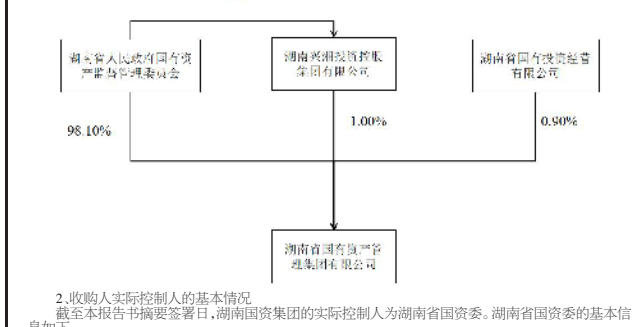 湖南省人民政府国有资
产监督管理委员会
湖南兴湘投资控股
集团有限公司
湖南省国有投资经营
有限公司
98.10%
1.00%
0.90%
湖南省国有资产管
理集团有限公司
2、收购人实际控制人的基本情况
截至本报告书摘要签署日,湖南国资集团的实际控制人为湖南省国资委。湖南省国资委的基本信
息如下